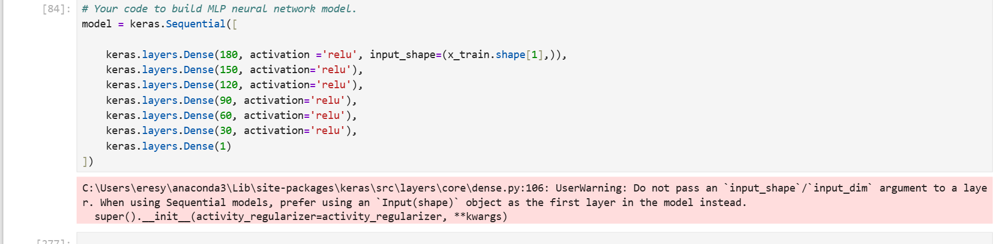 [84]:
# Your code to build MLP neural network model.
model = keras.Sequential([
    keras.layers.Dense(180, activation ='relu', input_shape=(x_train.shape[1],)),
    keras.layers.Dense(150, activation='relu'),
    keras.layers.Dense(120, activation='relu'),
    keras.layers.Dense(90, activation='relu'),
    keras.layers.Dense(60, activation='relu'),
    keras.layers.Dense(30, activation='relu'),
    keras.layers.Dense(1)
])
C:\Users\eresy\anaconda3\Lib\site-packages\keras\src\layers\core\dense.py:106: UserWarning: Do not pass an `input_shape`/`input_dim` argument to a laye
r. When using Sequential models, prefer using an `Input(shape)` object as the first layer in the model instead.
  super().__init__(activity_regularizer=activity_regularizer, **kwargs)
[277]: